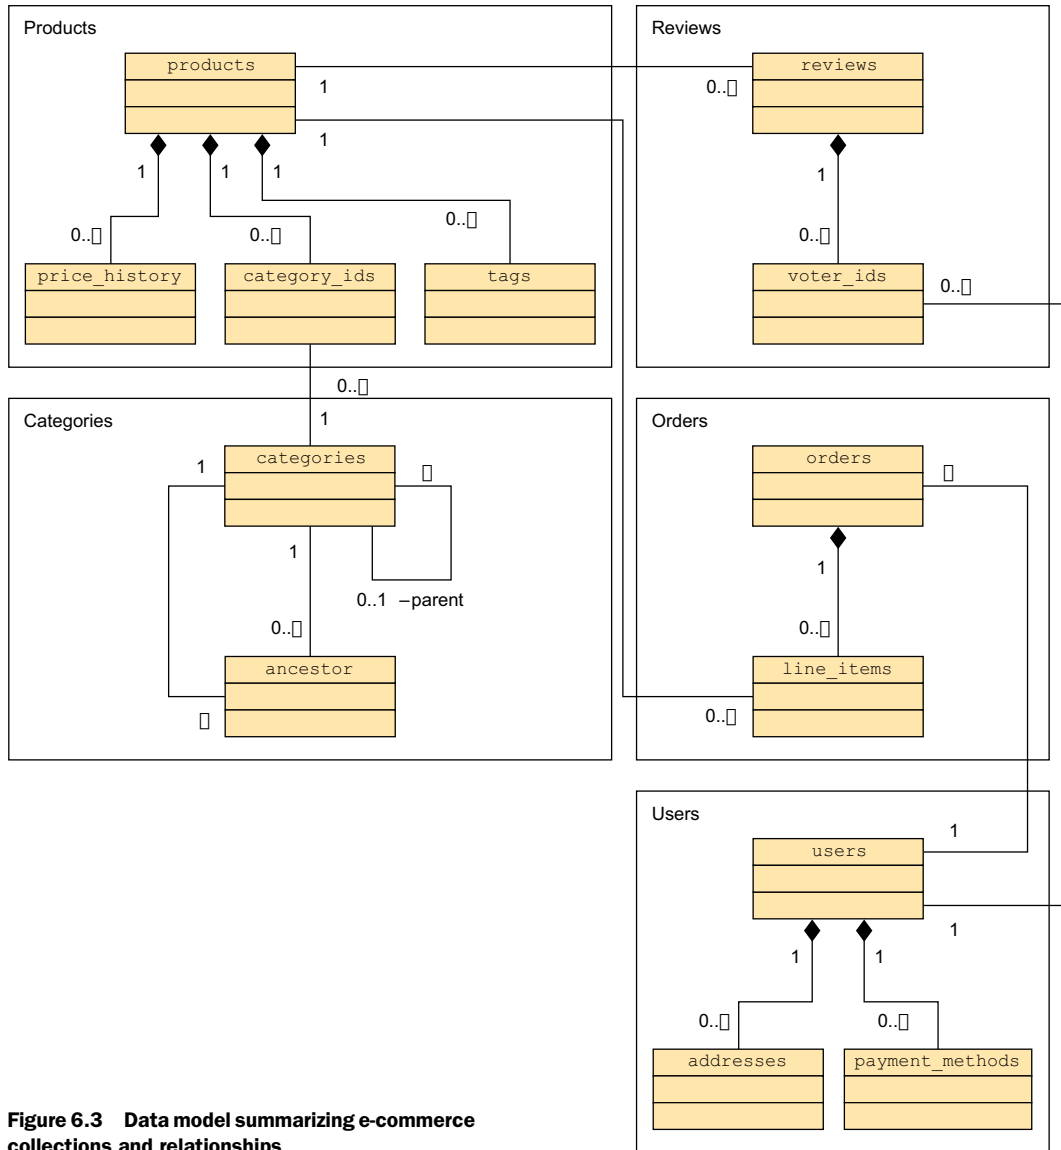 Products
products
1
1
1
1
1
0..▯
0..▯
0..▯
price_history
category_ids
tags
Reviews
reviews
0..▯
1
0..▯
voter_ids
0..▯
0..▯
1
Categories
categories
1
▯
1
0..1 –parent
0..▯
ancestor
▯
Orders
orders
▯
1
0..▯
line_items
0..▯
Users
users
1
1
1
1
0..▯
0..▯
addresses
payment_methods
Figure 6.3 Data model summarizing e-commerce
collections and relationships